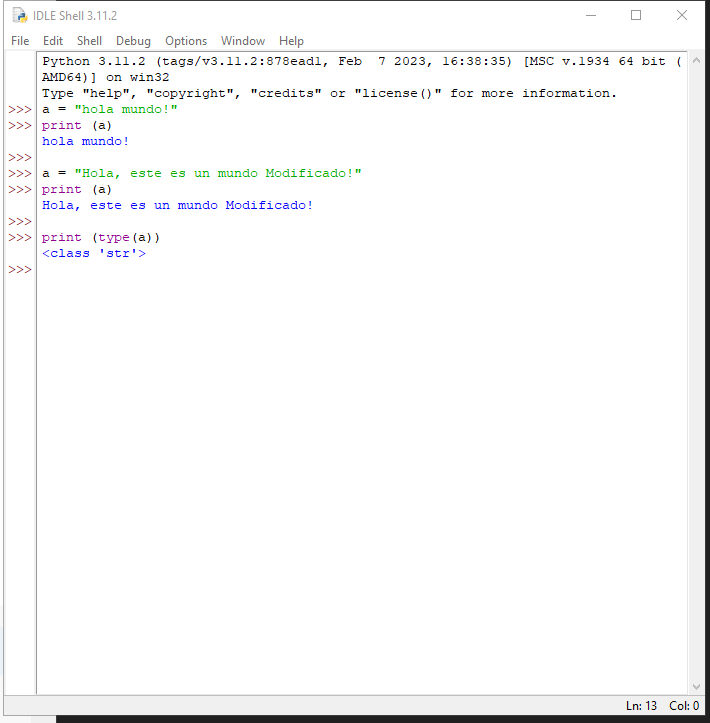 IDLE Shell 3.11.2
File Edit Shell Debug Options Window Help
Python 3.11.2 (tags/v3.11.2:878ead1, Feb  7 2023, 16:38:35) [MSC v.1934 64 bit (
AMD64)] on win32
Type "help", "copyright", "credits" or "license()" for more information.
>>> a = "hola mundo!"
>>> print (a)
hola mundo!
>>>
>>> a = "Hola, este es un mundo Modificado!"
>>> print (a)
Hola, este es un mundo Modificado!
>>>
>>> print (type(a))
<class 'str'>
>>>
Ln: 13 Col: 0